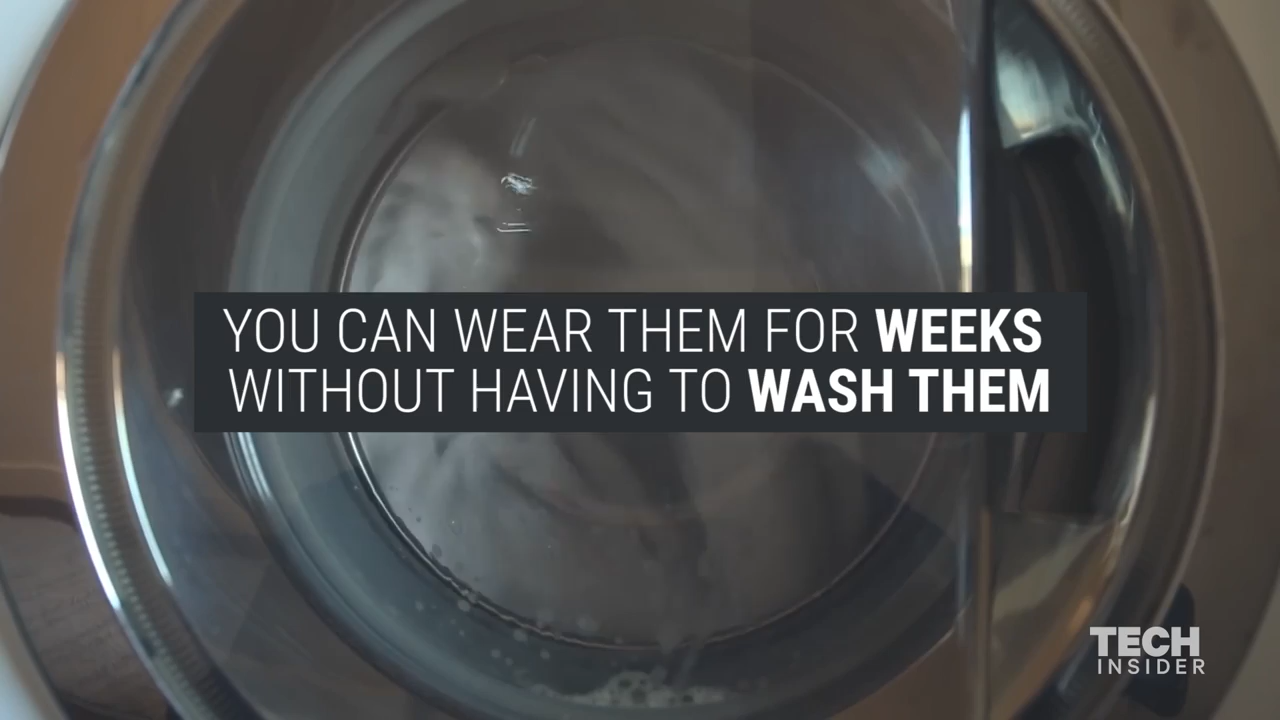 YOU CAN WEAR THEM FOR WEEKS
WITHOUT HAVING TO WASH THEM
TECH
INSIDER